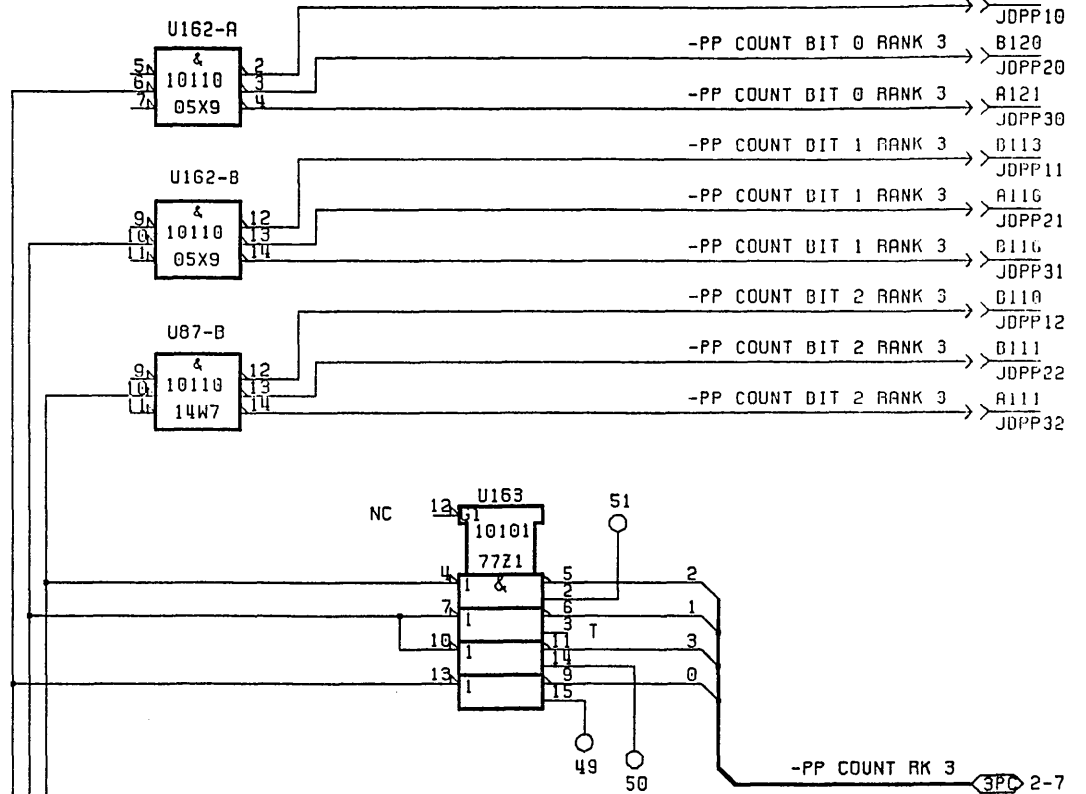 JDPP10
U162-A
&
5 6 7
10110
05X9
2 3 4
-PP COUNT BIT 0 RANK 3 B120
JDPP20
-PP COUNT BIT 0 RANK 3 A121
JDPP30
-PP COUNT BIT 1 RANK 3 B113
JDPP11
U162-B
&
9 10 11
10110
05X9
12 13 14
-PP COUNT BIT 1 RANK 3 A116
JDPP21
-PP COUNT BIT 1 RANK 3 B116
JDPP31
-PP COUNT BIT 2 RANK 3 B110
JDPP12
U87-B
&
9 10 11
10110
14W7
12 13 14
-PP COUNT BIT 2 RANK 3 B111
JDPP22
-PP COUNT BIT 2 RANK 3 A111
JDPP32
U163
NC 12 G1
10101
77Z1
51
4 1 & 5 2
2
7 1 6 1
3 T
10 1 11 3
14
13 1 9 0
15
49
50
-PP COUNT RK 3 3PC 2-7